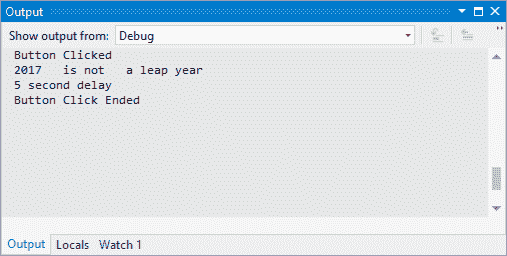 Output
Show output from: Debug
Button Clicked
2017   is not   a leap year
5 second delay
Button Click Ended
Output Locals Watch 1